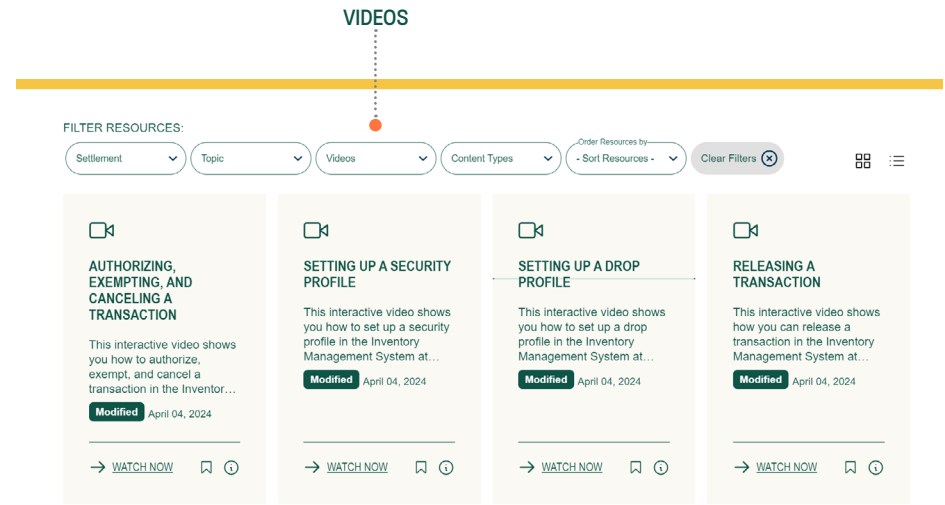 VIDEOS
FILTER RESOURCES:
Settlement
Topic
Videos
Content Types
Order Resources by
- Sort Resources -
Clear Filters
AUTHORIZING,
EXEMPTING, AND
CANCELING A
TRANSACTION
This interactive video shows
you how to authorize,
exempt, and cancel a
transaction in the Inventor…
Modified April 04, 2024
WATCH NOW
SETTING UP A SECURITY
PROFILE
This interactive video shows
you how to set up a security
profile in the Inventory
Management System at…
Modified April 04, 2024
WATCH NOW
SETTING UP A DROP
PROFILE
This interactive video shows
you how to set up a drop
profile in the Inventory
Management System at…
Modified April 04, 2024
WATCH NOW
RELEASING A
TRANSACTION
This interactive video shows
how you can release a
transaction in the Inventory
Management System at…
Modified April 04, 2024
WATCH NOW